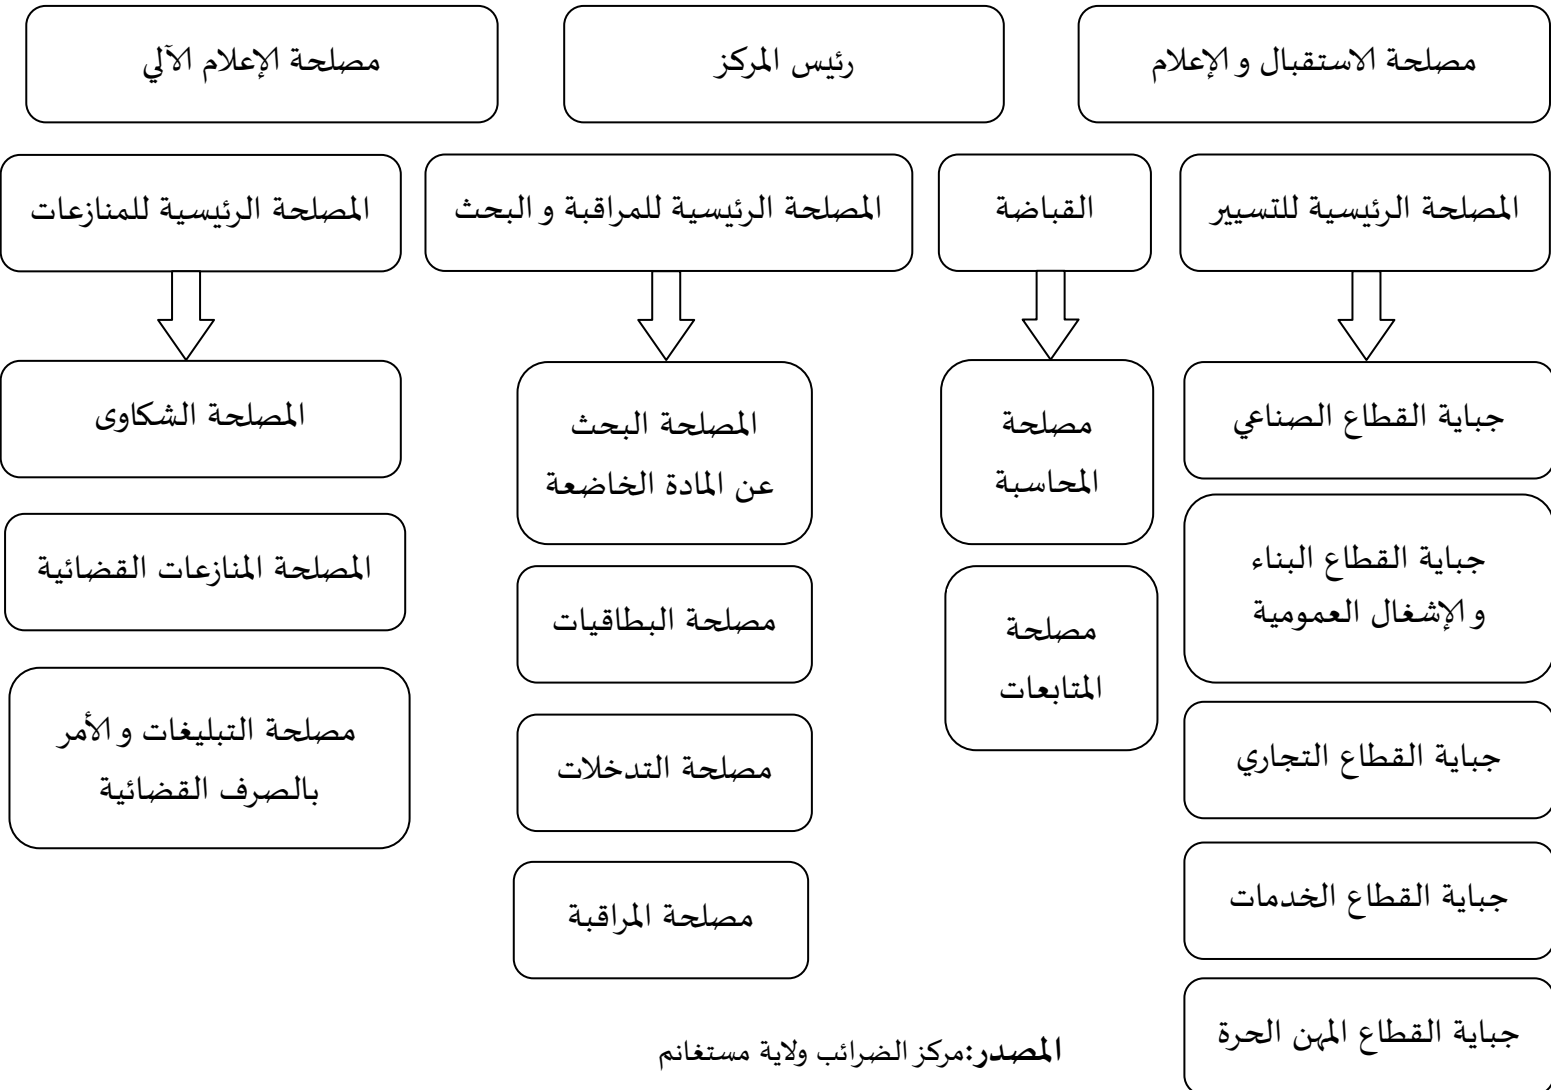 مصلحة الاستقبال و الإعلام
رئيس المركز
مصلحة الإعلام الآلي
المصلحة الرئيسية للتسيير
القباضة
المصلحة الرئيسية للمراقبة و البحث
المصلحة الرئيسية للمنازعات
جباية القطاع الصناعي
جباية القطاع البناء
و الإشغال العمومية
جباية القطاع التجاري
جباية القطاع الخدمات
جباية القطاع المهن الحرة
مصلحة
المحاسبة
مصلحة
المتابعات
المصلحة البحث
عن المادة الخاضعة
مصلحة البطاقيات
مصلحة التدخلات
مصلحة المراقبة
المصلحة الشكاوى
المصلحة المنازعات القضائية
مصلحة التبليغات و الأمر
بالصرف القضائية
المصدر:مركز الضرائب ولاية مستغانم